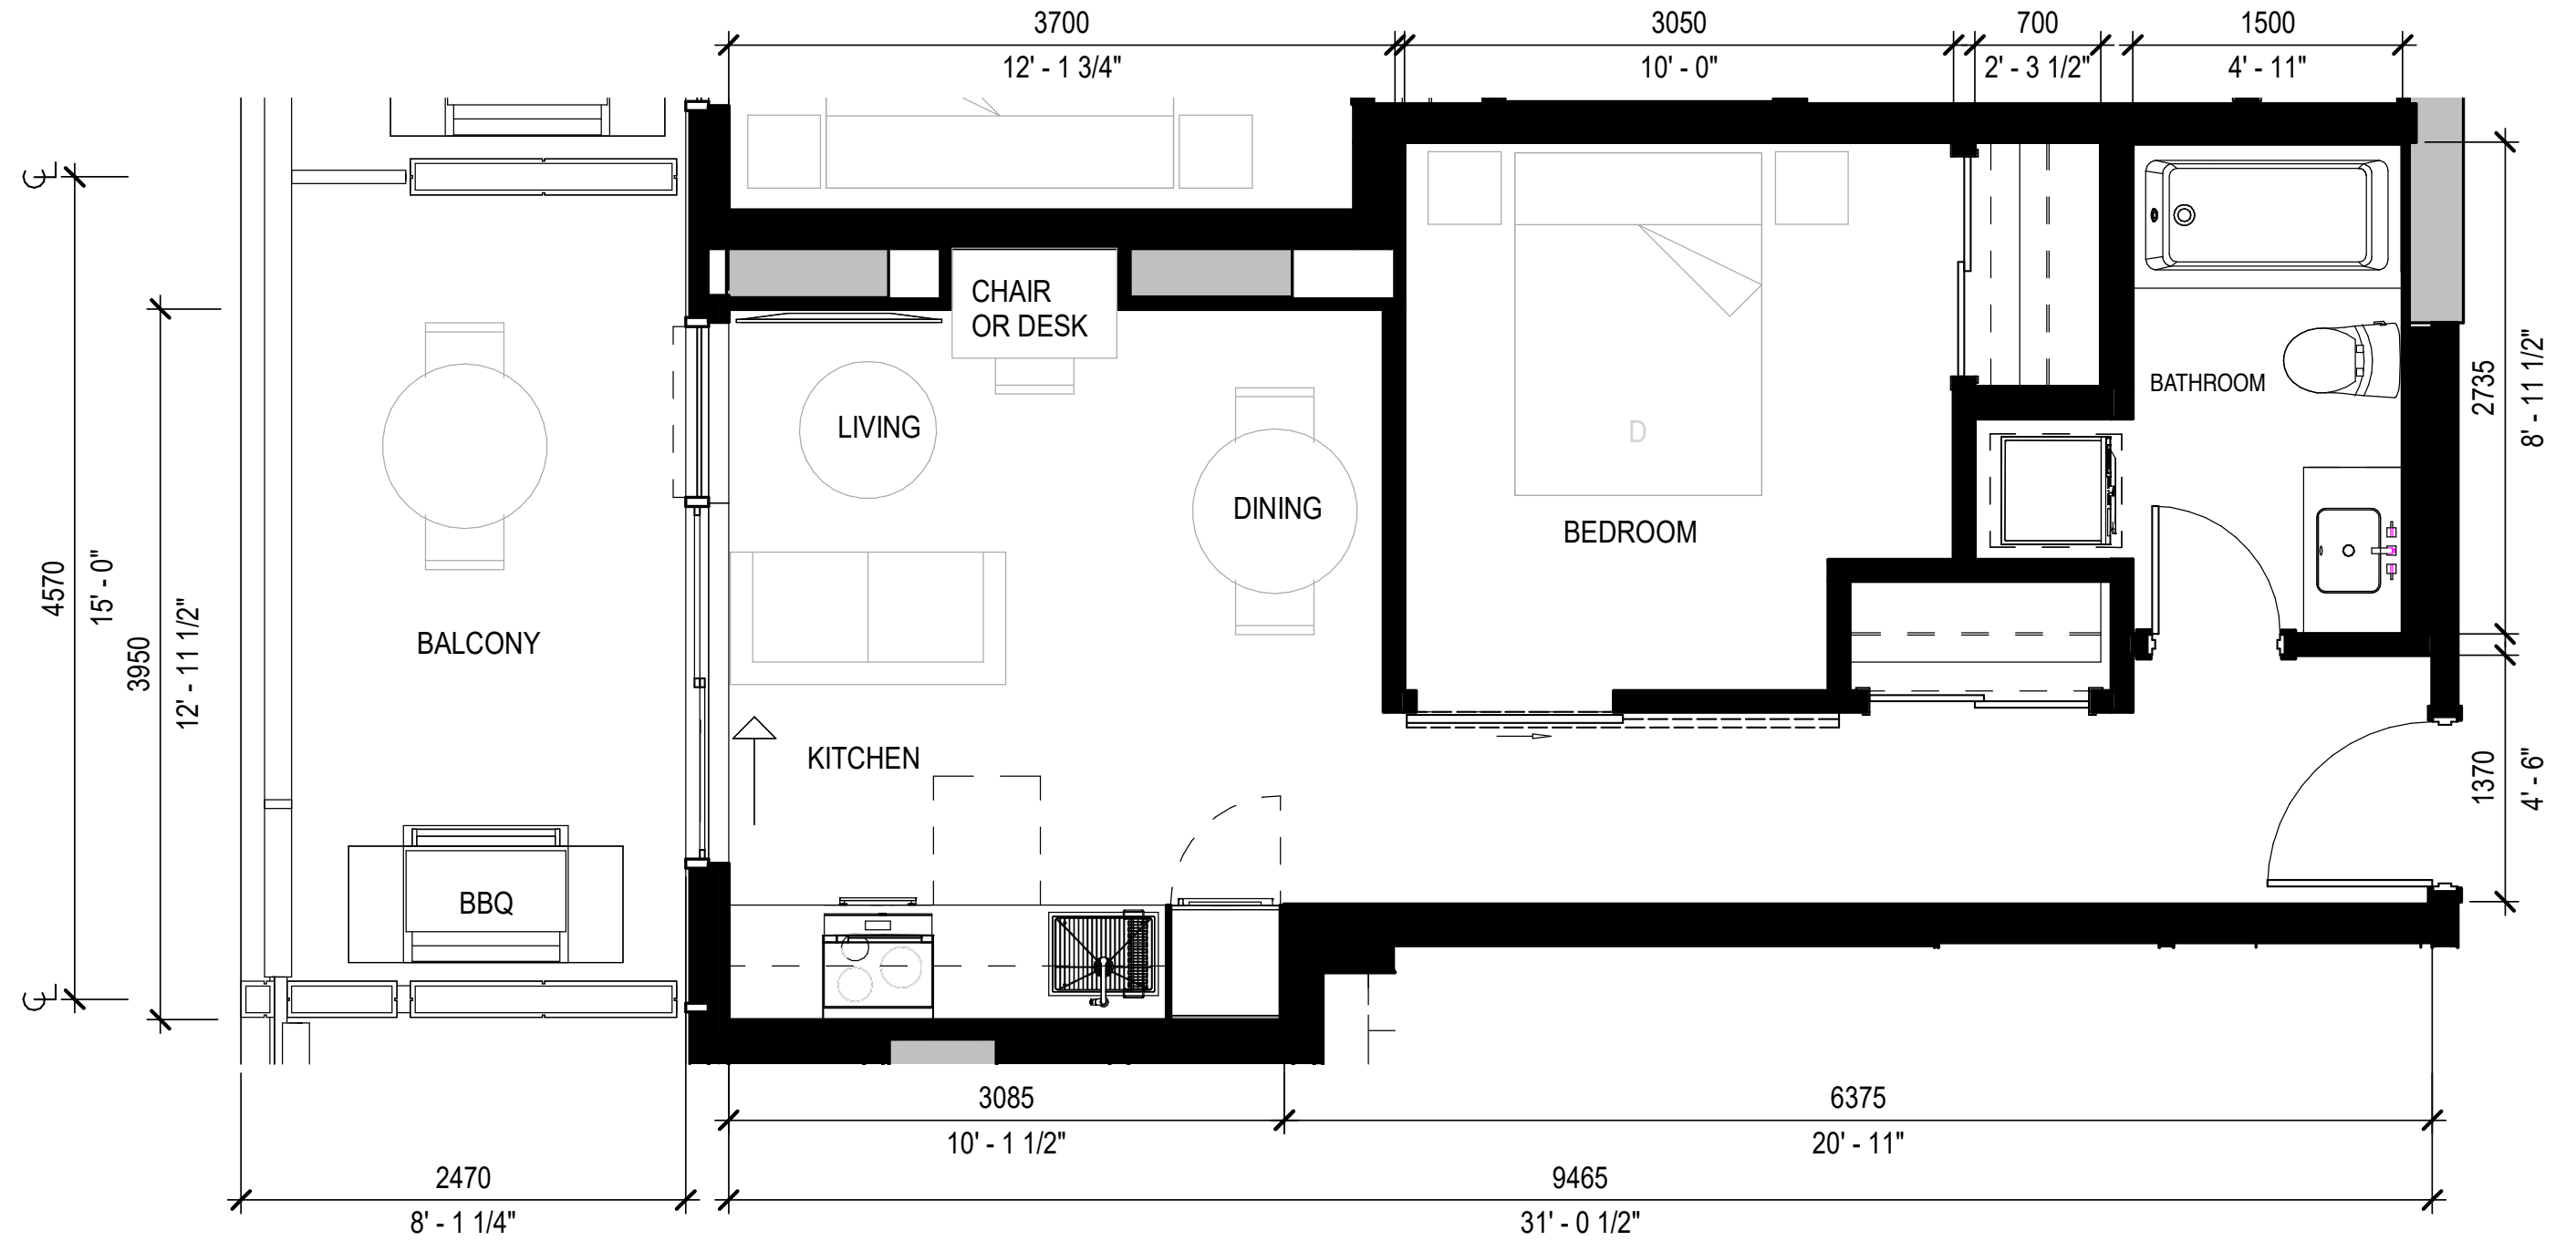 3700
3050
700
1500
12' - 1 3/4"
10' - 0"
2' - 3 1/2"
4' - 11"
CHAIR
OR DESK
LIVING
DINING
D
BEDROOM
BATHROOM
BALCONY
KITCHEN
BBQ
4570
15' - 0"
3950
12' - 11 1/2"
2735
8' - 11 1/2"
1370
4' - 6"
3085
6375
10' - 1 1/2"
20' - 11"
2470
9465
8' - 1 1/4"
31' - 0 1/2"